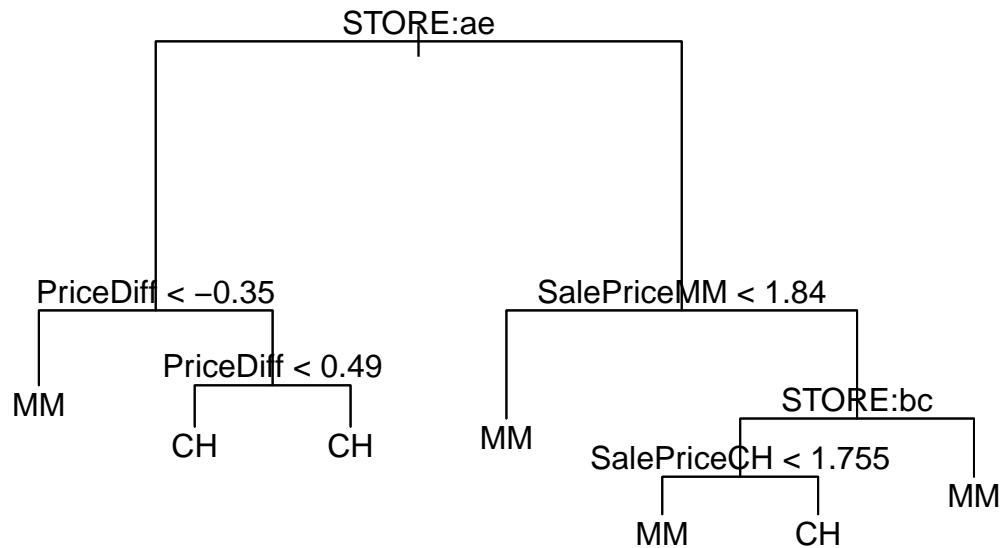 STORE:ae
PriceDiff < −0.35
SalePriceMM < 1.84
PriceDiff < 0.49
MM
STORE:bc
CH
CH
MM
SalePriceCH < 1.755
MM
MM
CH